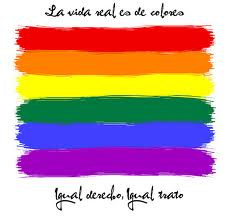 La vida real es de colores
Igual derecho, Igual trato